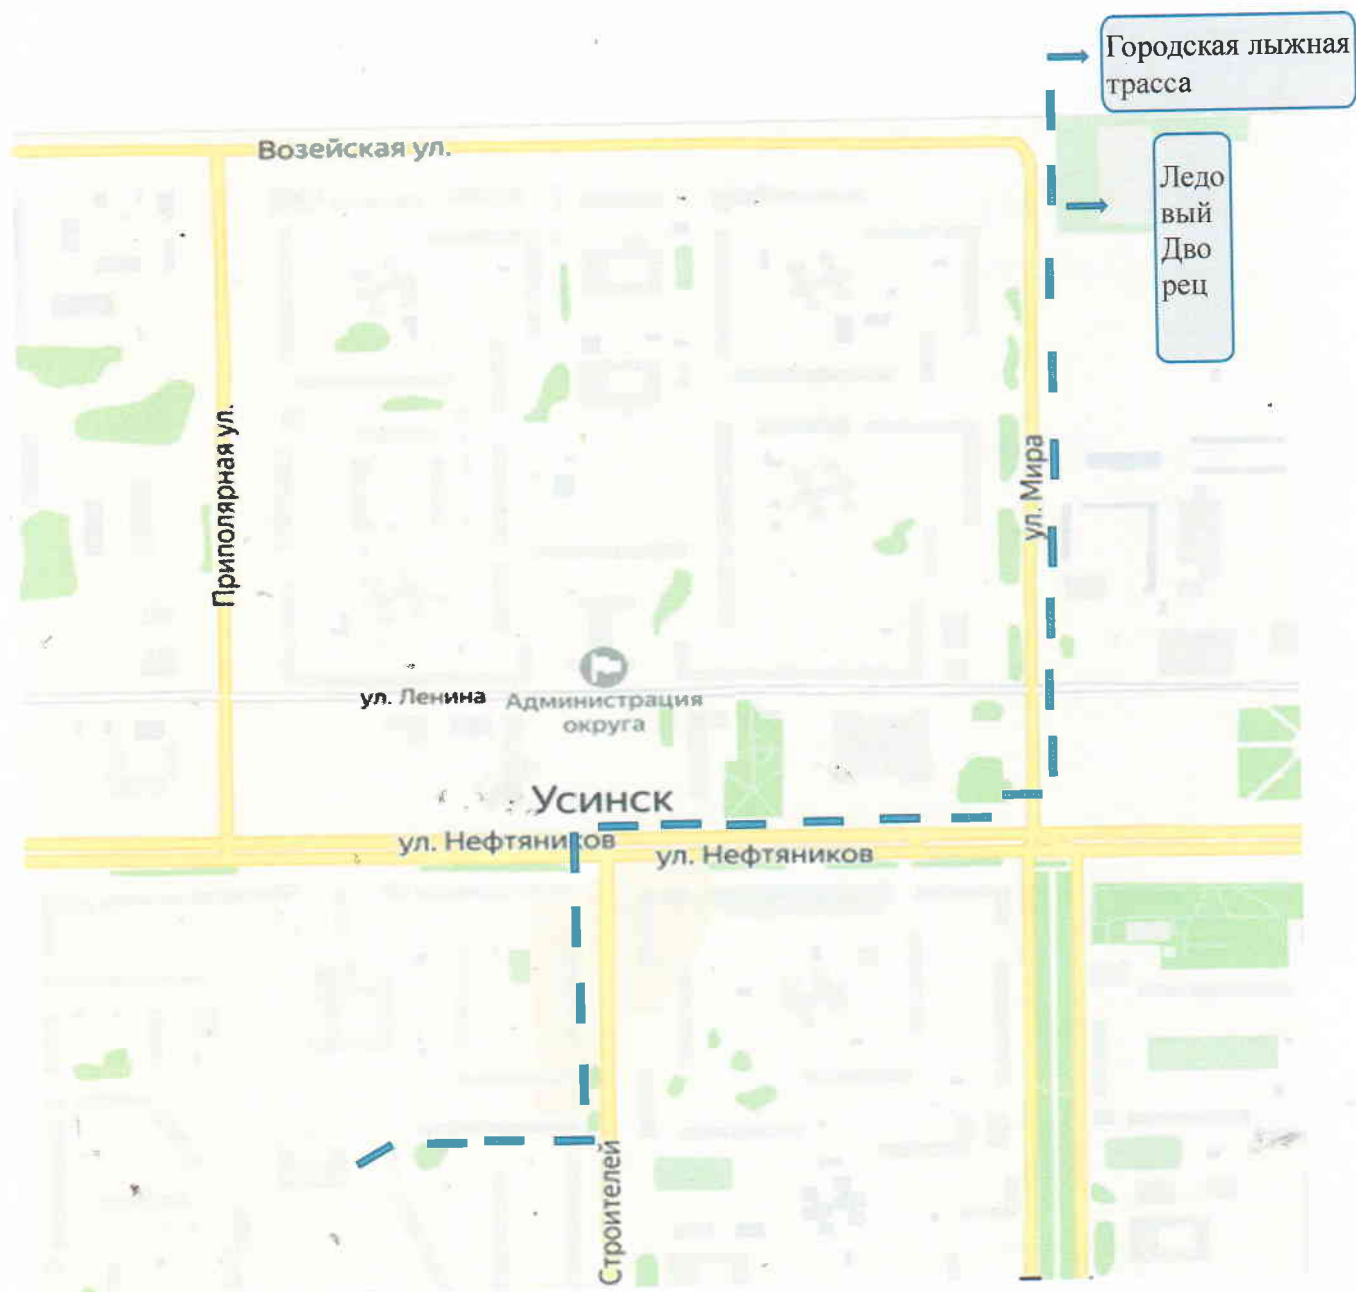 Городская лыжная
трасса
Возейская ул.
Ледо
вый
Дво
рец
Приполярная ул.
ул. Мира
ул. Ленина
Администрация
округа
Усинск
ул. Нефтяников
ул. Нефтяников
Строителей